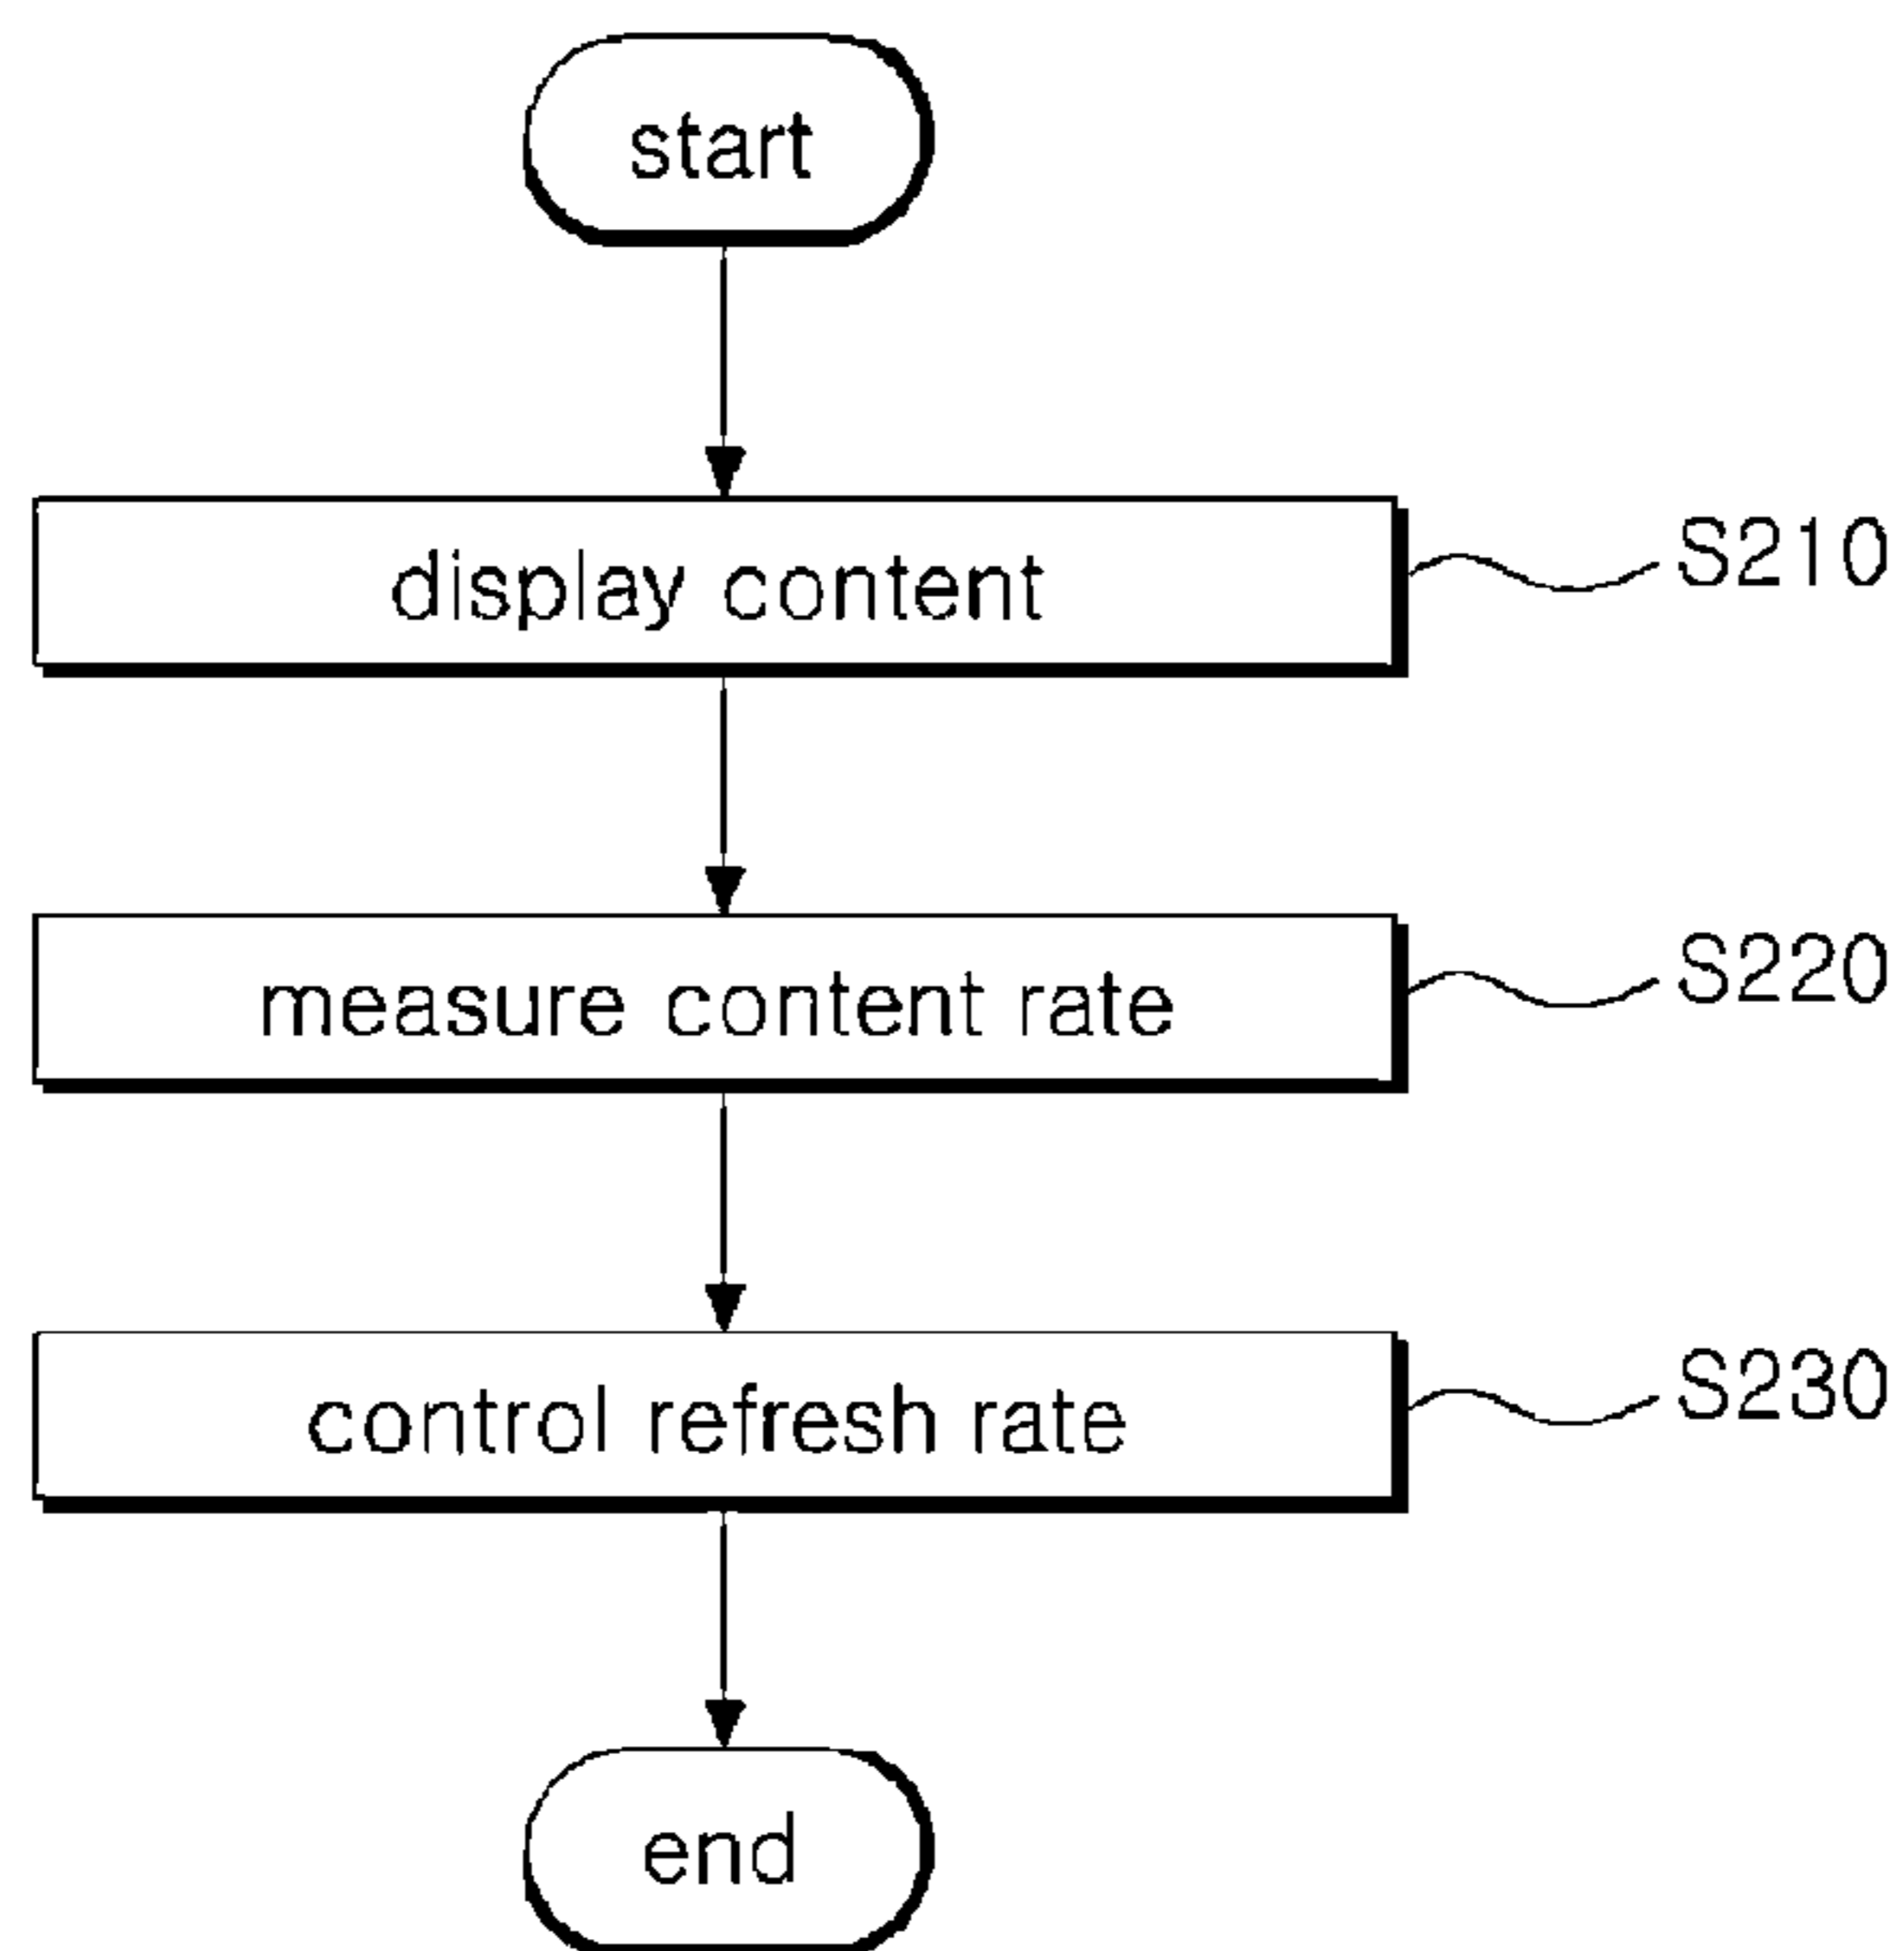 start
display content S210
measure content rate S220
control refresh rate S230
end